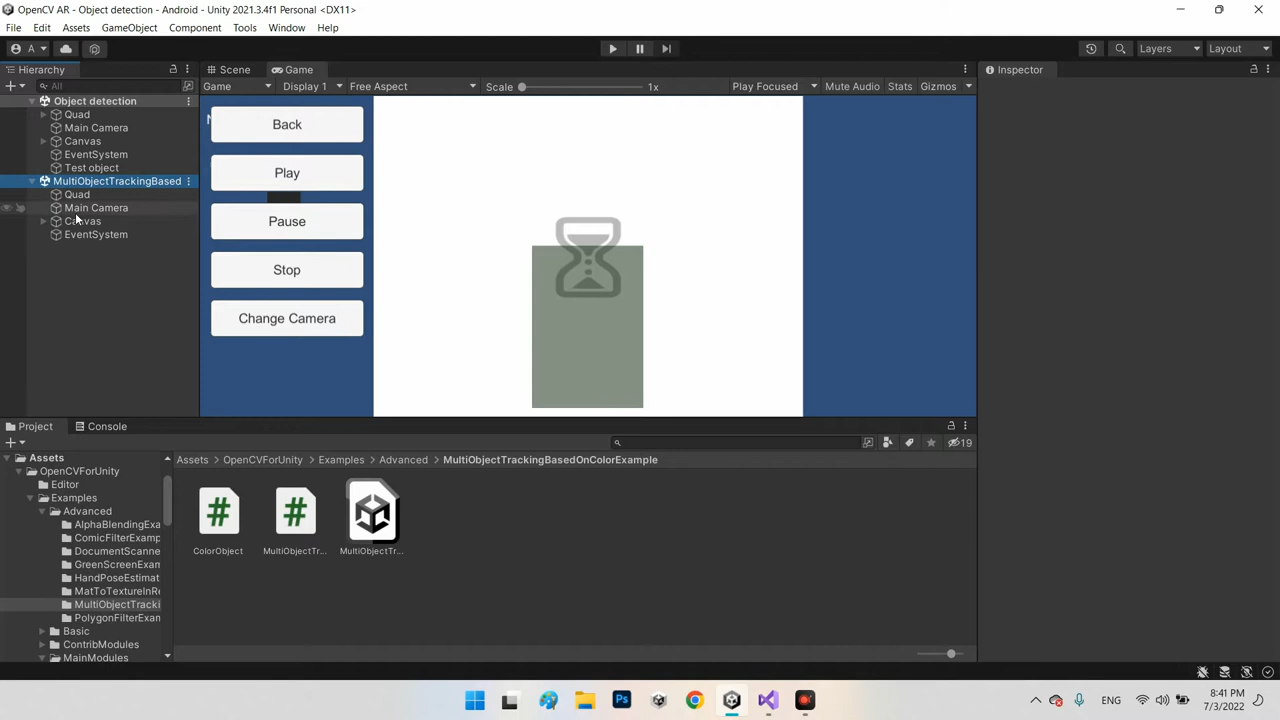 OpenCV AR - Object detection - Android - Unity 2021.3.4f1 Personal <DX11>
File Edit Assets GameObject Component Tools Window Help
A Layers Layout
Hierarchy Scene Game Inspector
All Game Display 1 Free Aspect Scale 1x Play Focused Mute Audio Stats Gizmos
Object detection
Quad
Main Camera
Canvas
EventSystem
Test object
MultiObjectTrackingBased
Quad
Main Camera
Canvas
EventSystem
Back
Play
Pause
Stop
Change Camera
Project Console
19
Assets
OpenCVForUnity
Editor
Examples
Advanced
AlphaBlendingExa
ComicFilterExamp
DocumentScanne
GreenScreenExam
HandPoseEstimat
MatToTextureInRe
MultiObjectTracki
PolygonFilterExam
Basic
ContribModules
MainModules
Assets OpenCVForUnity Examples Advanced MultiObjectTrackingBasedOnColorExample
ColorObject MultiObjectTr... MultiObjectTr...
Ps
ENG
8:41 PM
7/3/2022